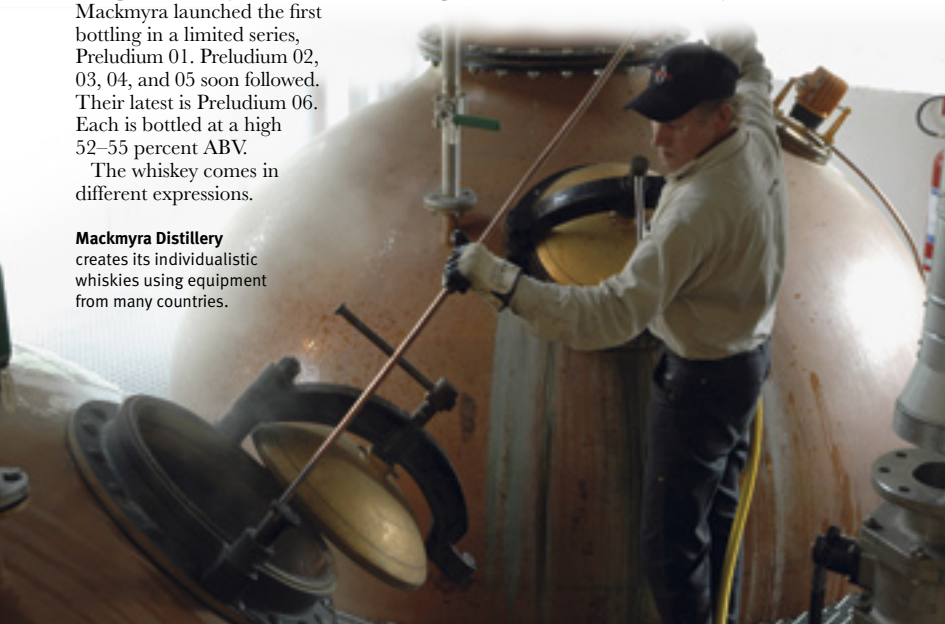 Mackmyra launched the first
bottling in a limited series,
Preludium 01. Preludium 02,
03, 04, and 05 soon followed.
Their latest is Preludium 06.
Each is bottled at a high
52–55 percent ABV.
The whiskey comes in
different expressions.
Mackmyra Distillery
creates its individualistic
whiskies using equipment
from many countries.